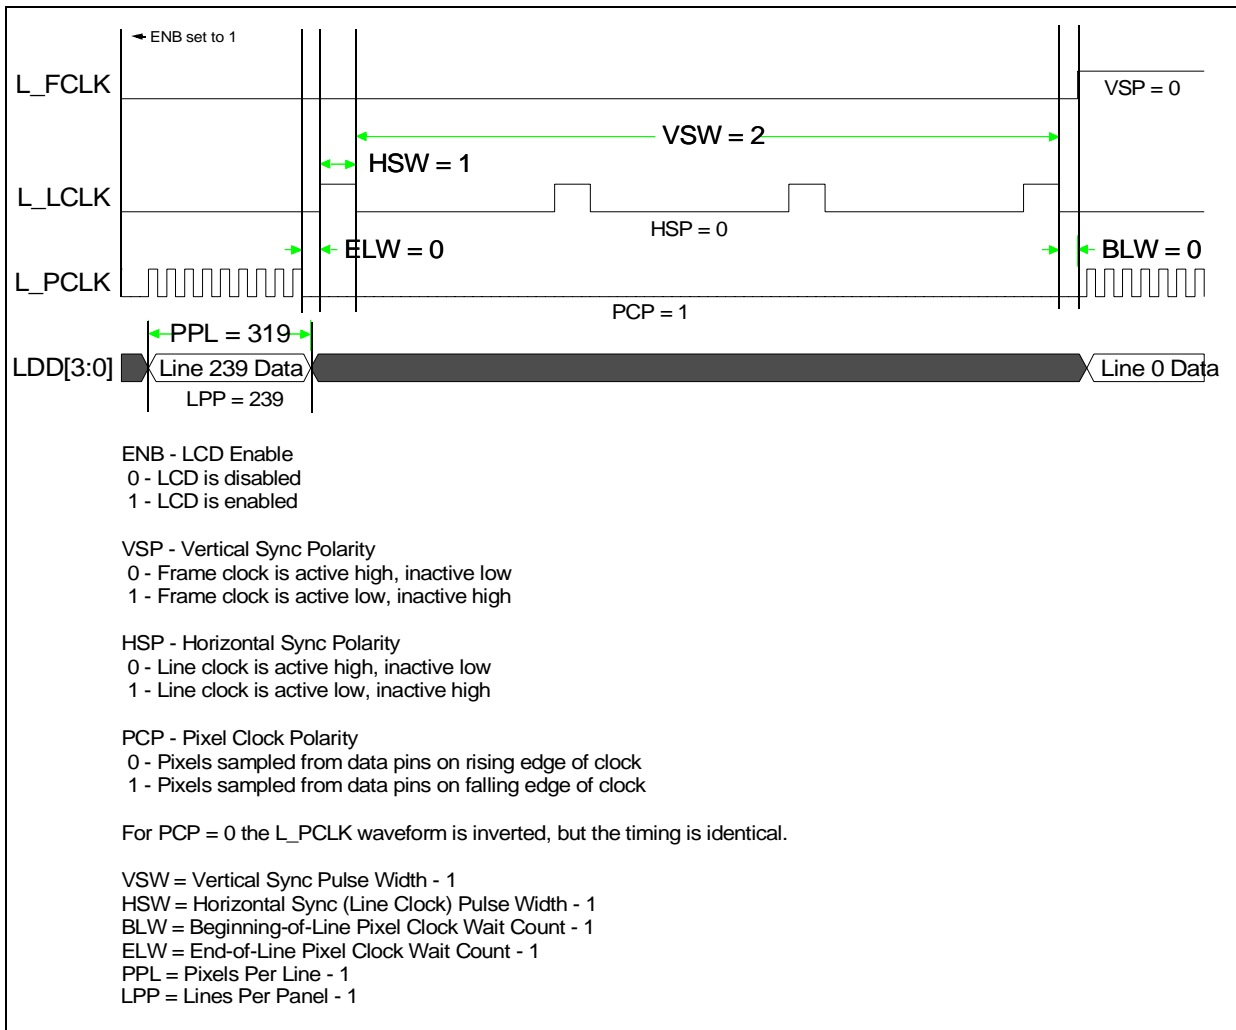 ENB set to 1
L_FCLK
VSP = 0
VSW = 2
HSW = 1
L_LCLK
HSP = 0
ELW = 0
BLW = 0
L_PCLK
PCP = 1
PPL = 319
LDD[3:0]
Line 239 Data
Line 0 Data
LPP = 239
ENB - LCD Enable
0 - LCD is disabled
1 - LCD is enabled
VSP - Vertical Sync Polarity
0 - Frame clock is active high, inactive low
1 - Frame clock is active low, inactive high
HSP - Horizontal Sync Polarity
0 - Line clock is active high, inactive low
1 - Line clock is active low, inactive high
PCP - Pixel Clock Polarity
0 - Pixels sampled from data pins on rising edge of clock
1 - Pixels sampled from data pins on falling edge of clock
For PCP = 0 the L_PCLK waveform is inverted, but the timing is identical.
VSW = Vertical Sync Pulse Width - 1
HSW = Horizontal Sync (Line Clock) Pulse Width - 1
BLW = Beginning-of-Line Pixel Clock Wait Count - 1
ELW = End-of-Line Pixel Clock Wait Count - 1
PPL = Pixels Per Line - 1
LPP = Lines Per Panel - 1